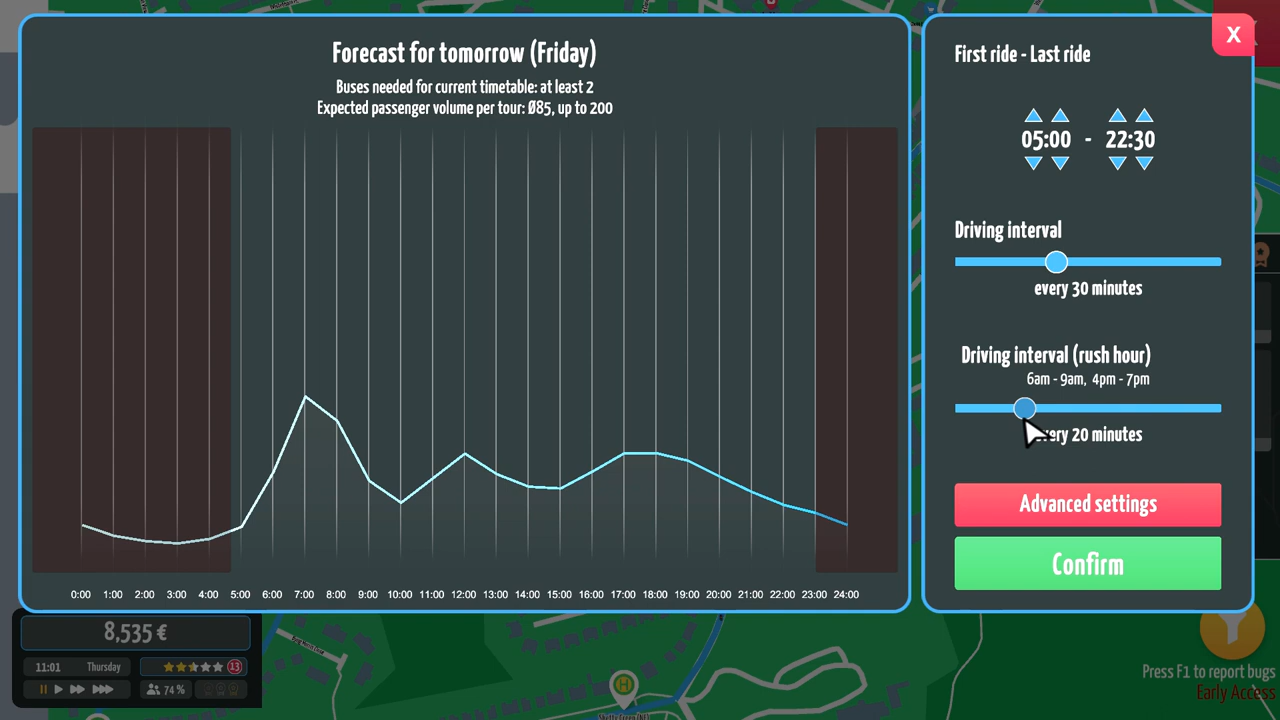 Forecast for tomorrow (Friday)
Buses needed for current timetable: at least 2
Expected passenger volume per tour: Ø85, up to 200
0:00 1:00 2:00 3:00 4:00 5:00 6:00 7:00 8:00 9:00 10:00 11:00 12:00 13:00 14:00 15:00 16:00 17:00 18:00 19:00 20:00 21:00 22:00 23:00 24:00
X
First ride - Last ride
05:00 - 22:30
Driving interval
every 30 minutes
Driving interval (rush hour)
6am - 9am, 4pm - 7pm
every 20 minutes
Advanced settings
Confirm
8,535 €
11:01 Thursday
13
74 %
H
Press F1 to report bugs
Early Access